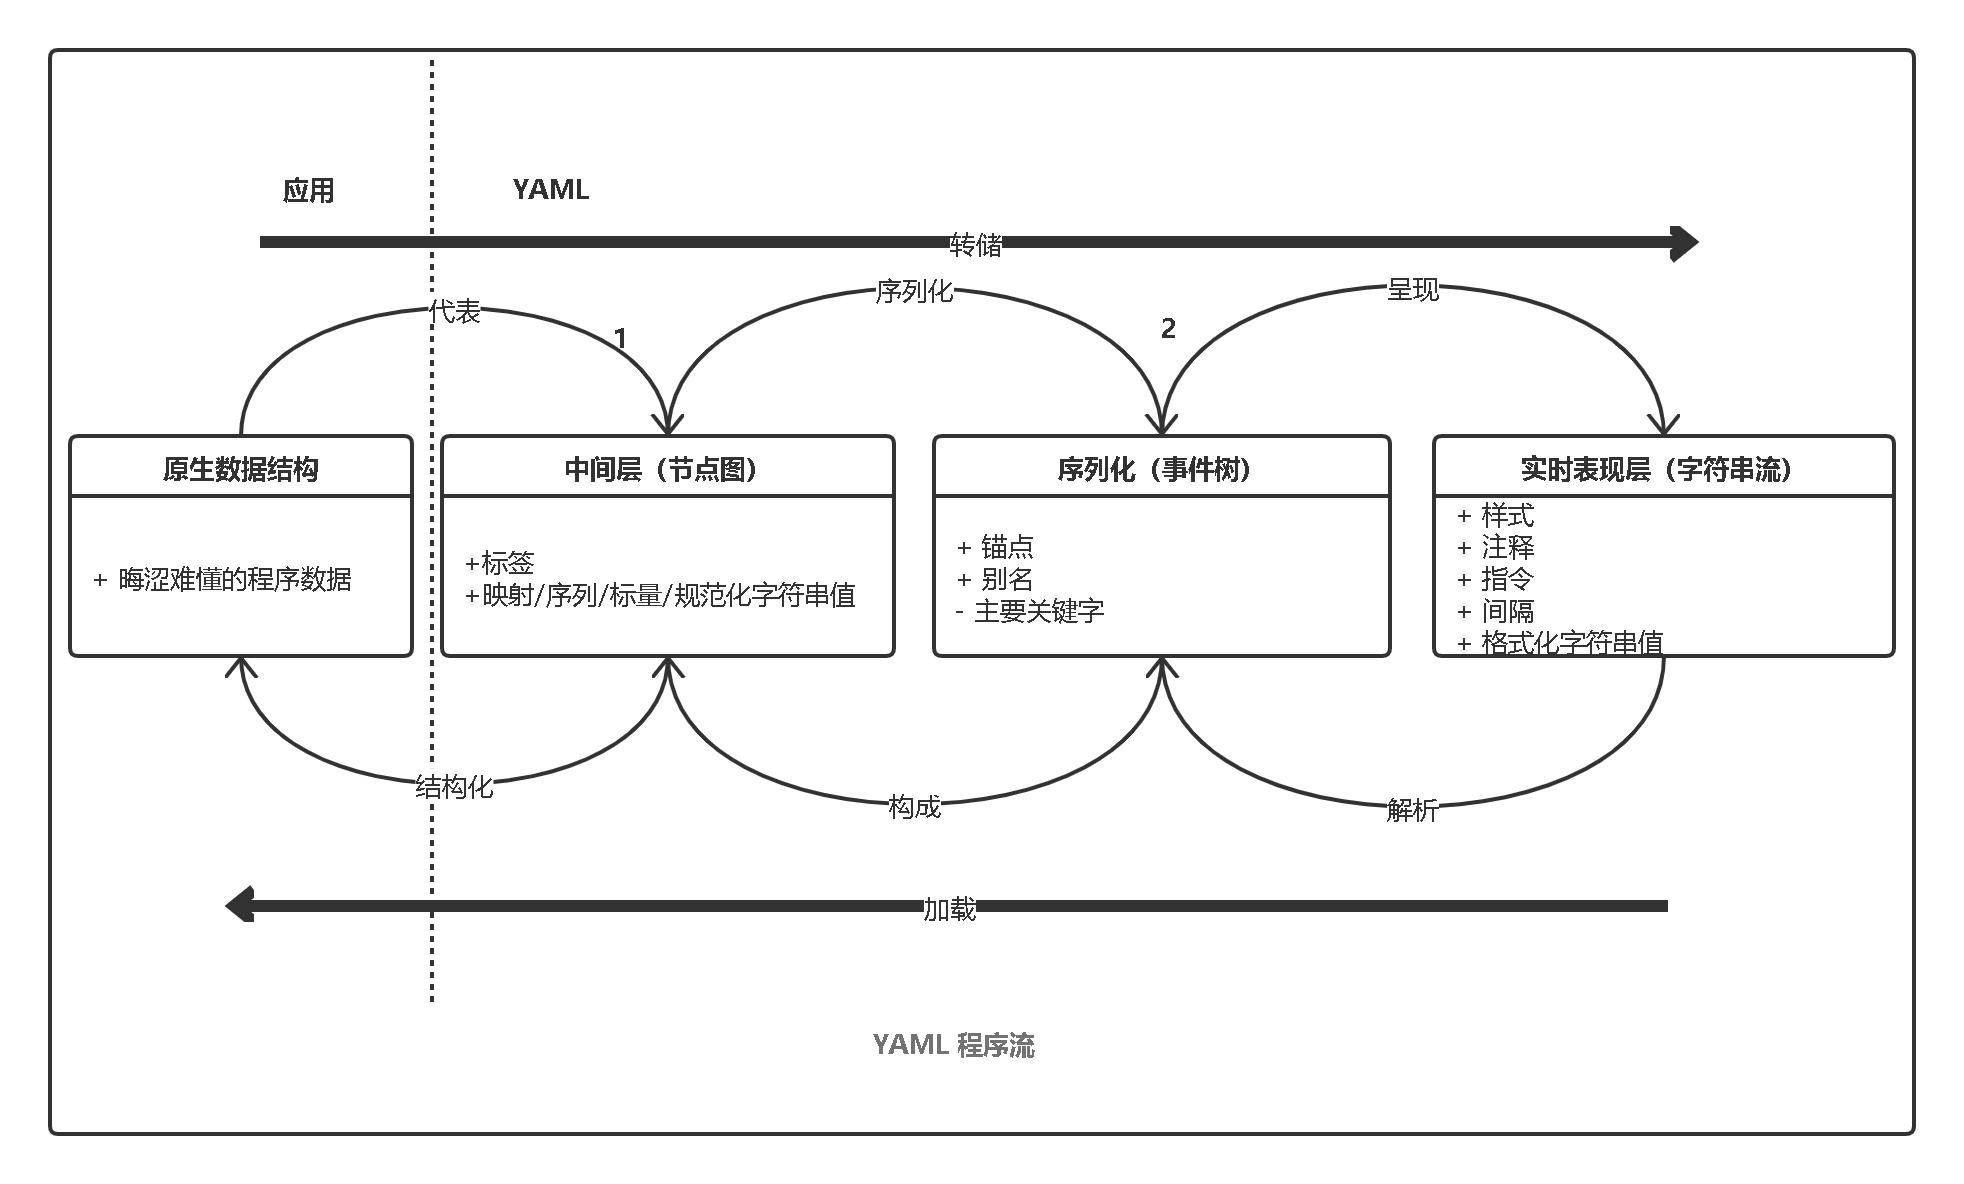 应用
YAML
转储
代表
序列化
呈现
1
2
原生数据结构
+ 晦涩难懂的程序数据
中间层（节点图）
+标签
+映射/序列/标量/规范化字符串值
序列化（事件树）
+ 锚点
+ 别名
- 主要关键字
实时表现层（字符串流）
+ 样式
+ 注释
+ 指令
+ 间隔
+ 格式化字符串值
结构化
构成
解析
加载
YAML 程序流